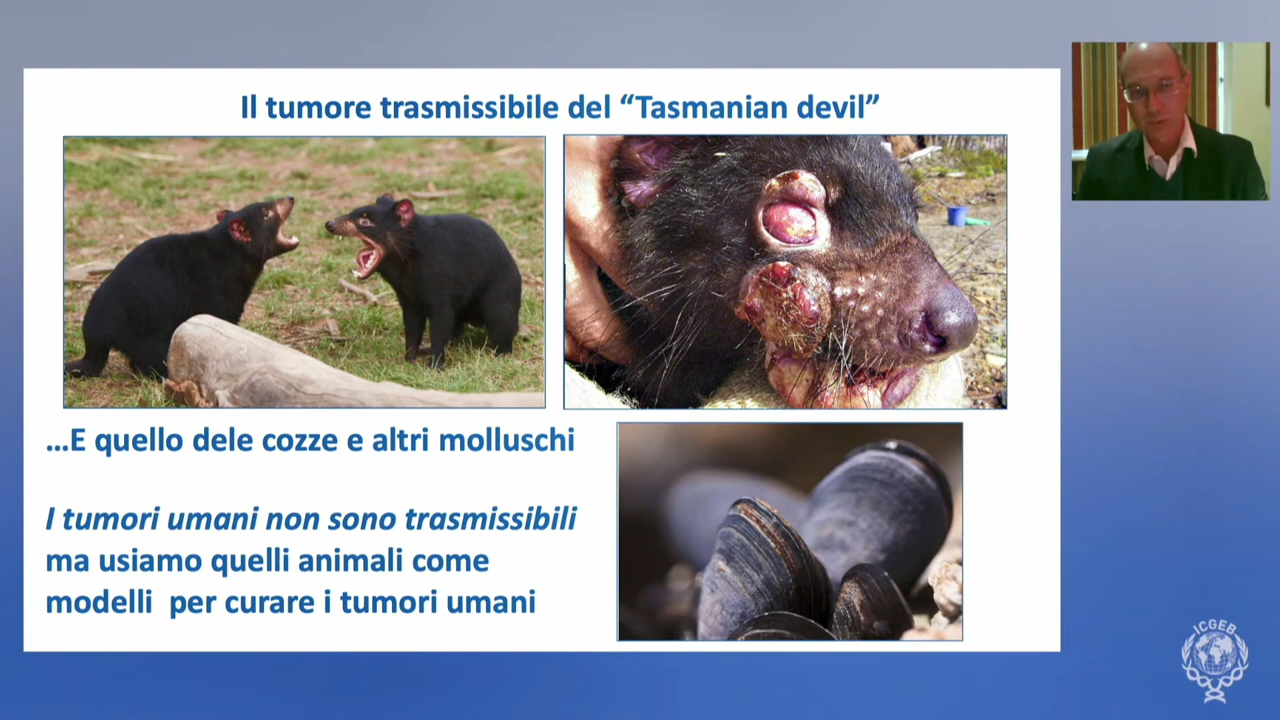 Il tumore trasmissibile del “Tasmanian devil”
…E quello dele cozze e altri molluschi
I tumori umani non sono trasmissibili
ma usiamo quelli animali come
modelli  per curare i tumori umani
ICGEB